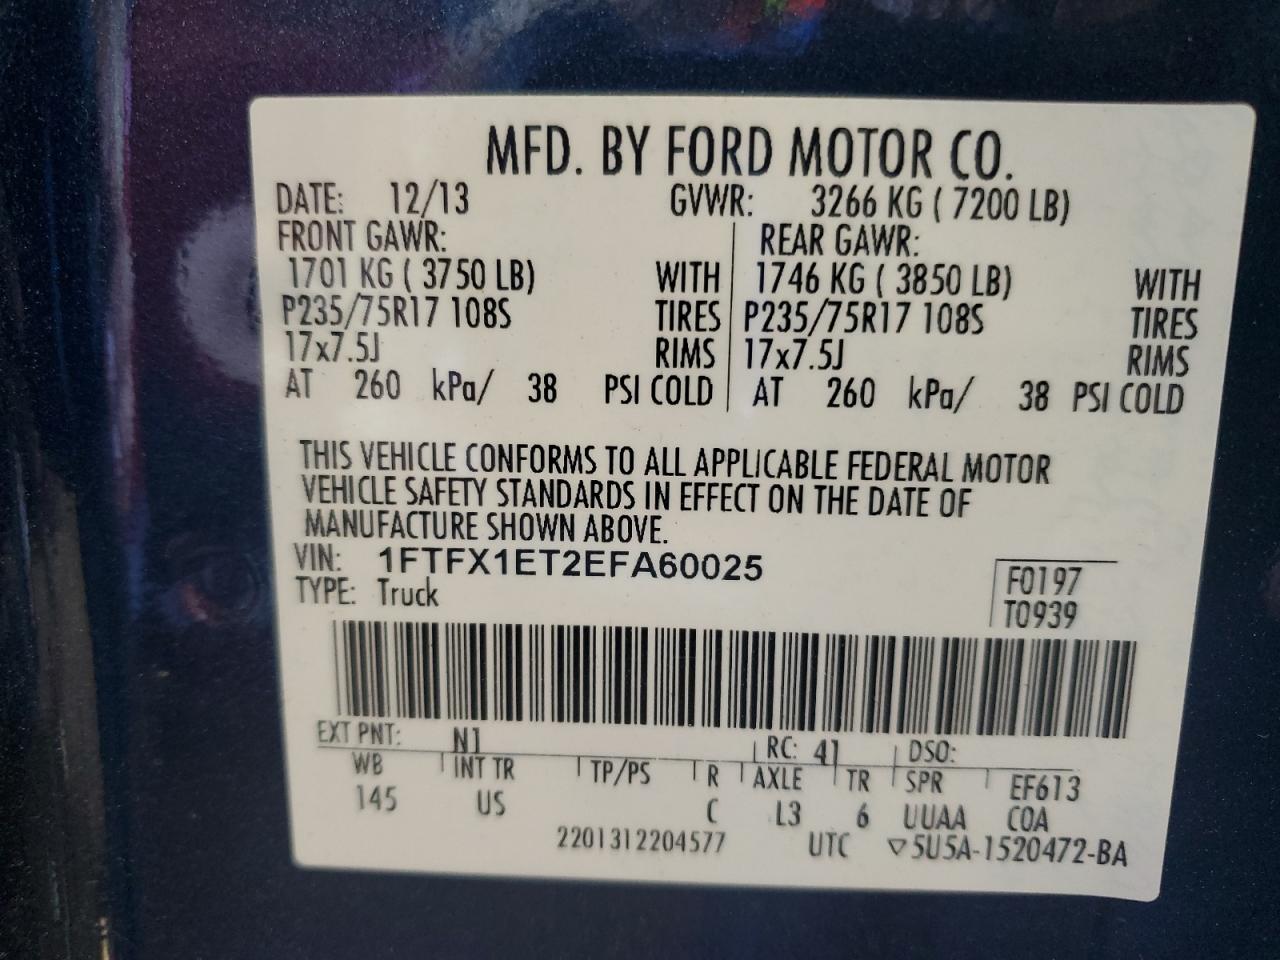 MFD. BY FORD MOTOR CO.
DATE: 12/13 GVWR: 3266 KG ( 7200 LB)
FRONT GAWR: REAR GAWR:
1701 KG ( 3750 LB) WITH 1746 KG ( 3850 LB) WITH
P235/75R17 108S TIRES P235/75R17 108S TIRES
17x7.5J RIMS 17x7.5J RIMS
AT 260 kPa/ 38 PSI COLD AT 260 kPa/ 38 PSI COLD
THIS VEHICLE CONFORMS TO ALL APPLICABLE FEDERAL MOTOR
VEHICLE SAFETY STANDARDS IN EFFECT ON THE DATE OF
MANUFACTURE SHOWN ABOVE.
VIN: 1FTFX1ET2EFA60025 F0197
TYPE: Truck T0939
EXT PNT: N1 RC: 41 DSO:
WB INT TR TP/PS R AXLE TR SPR EF613
145 US C L3 6 UUAA COA
2201312204577 UTC ▽5U5A-1520472-BA